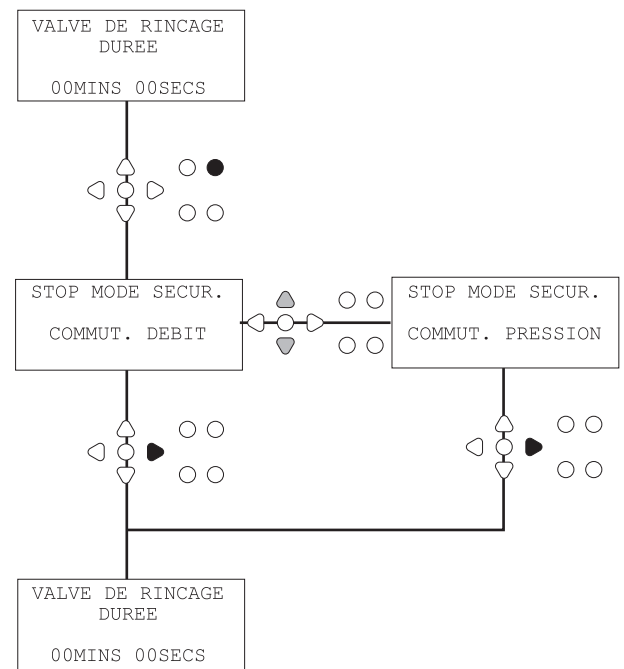 VALVE DE RINCAGE
DUREE
00MINS 00SECS
STOP MODE SECUR.
COMMUT. DEBIT
STOP MODE SECUR.
COMMUT. PRESSION
VALVE DE RINCAGE
DUREE
00MINS 00SECS